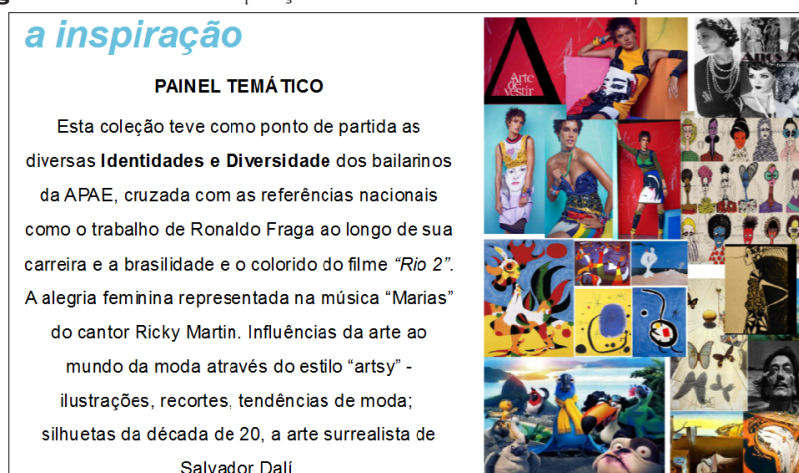 a inspiração
PAINEL TEMÁTICO
Esta coleção teve como ponto de partida as
diversas Identidades e Diversidade dos bailarinos
da APAE, cruzada com as referências nacionais
como o trabalho de Ronaldo Fraga ao longo de sua
carreira e a brasilidade e o colorido do filme “Rio 2”.
A alegria feminina representada na música “Marias”
do cantor Ricky Martin. Influências da arte ao
mundo da moda através do estilo “artsy” -
ilustrações, recortes, tendências de moda;
silhuetas da década de 20, a arte surrealista de
Salvador Dalí
Arte
de
vestir